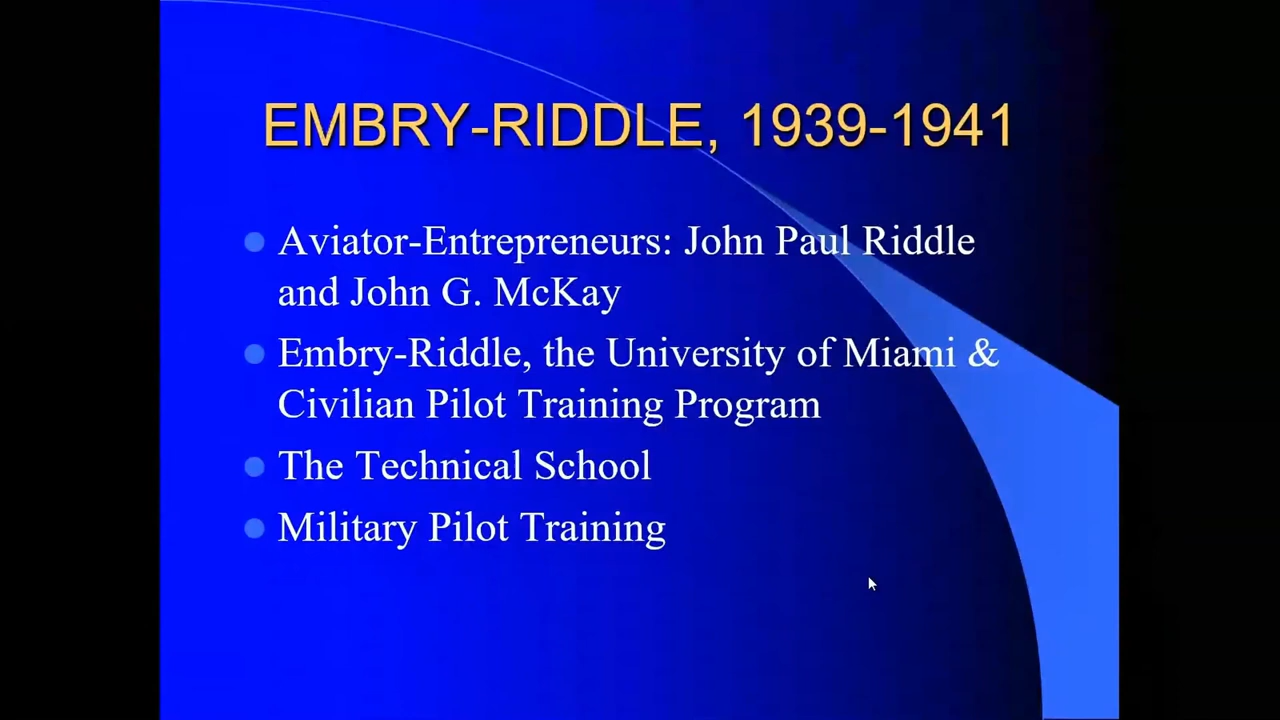 EMBRY-RIDDLE, 1939-1941
Aviator-Entrepreneurs: John Paul Riddle
and John G. McKay
Embry-Riddle, the University of Miami &
Civilian Pilot Training Program
The Technical School
Military Pilot Training